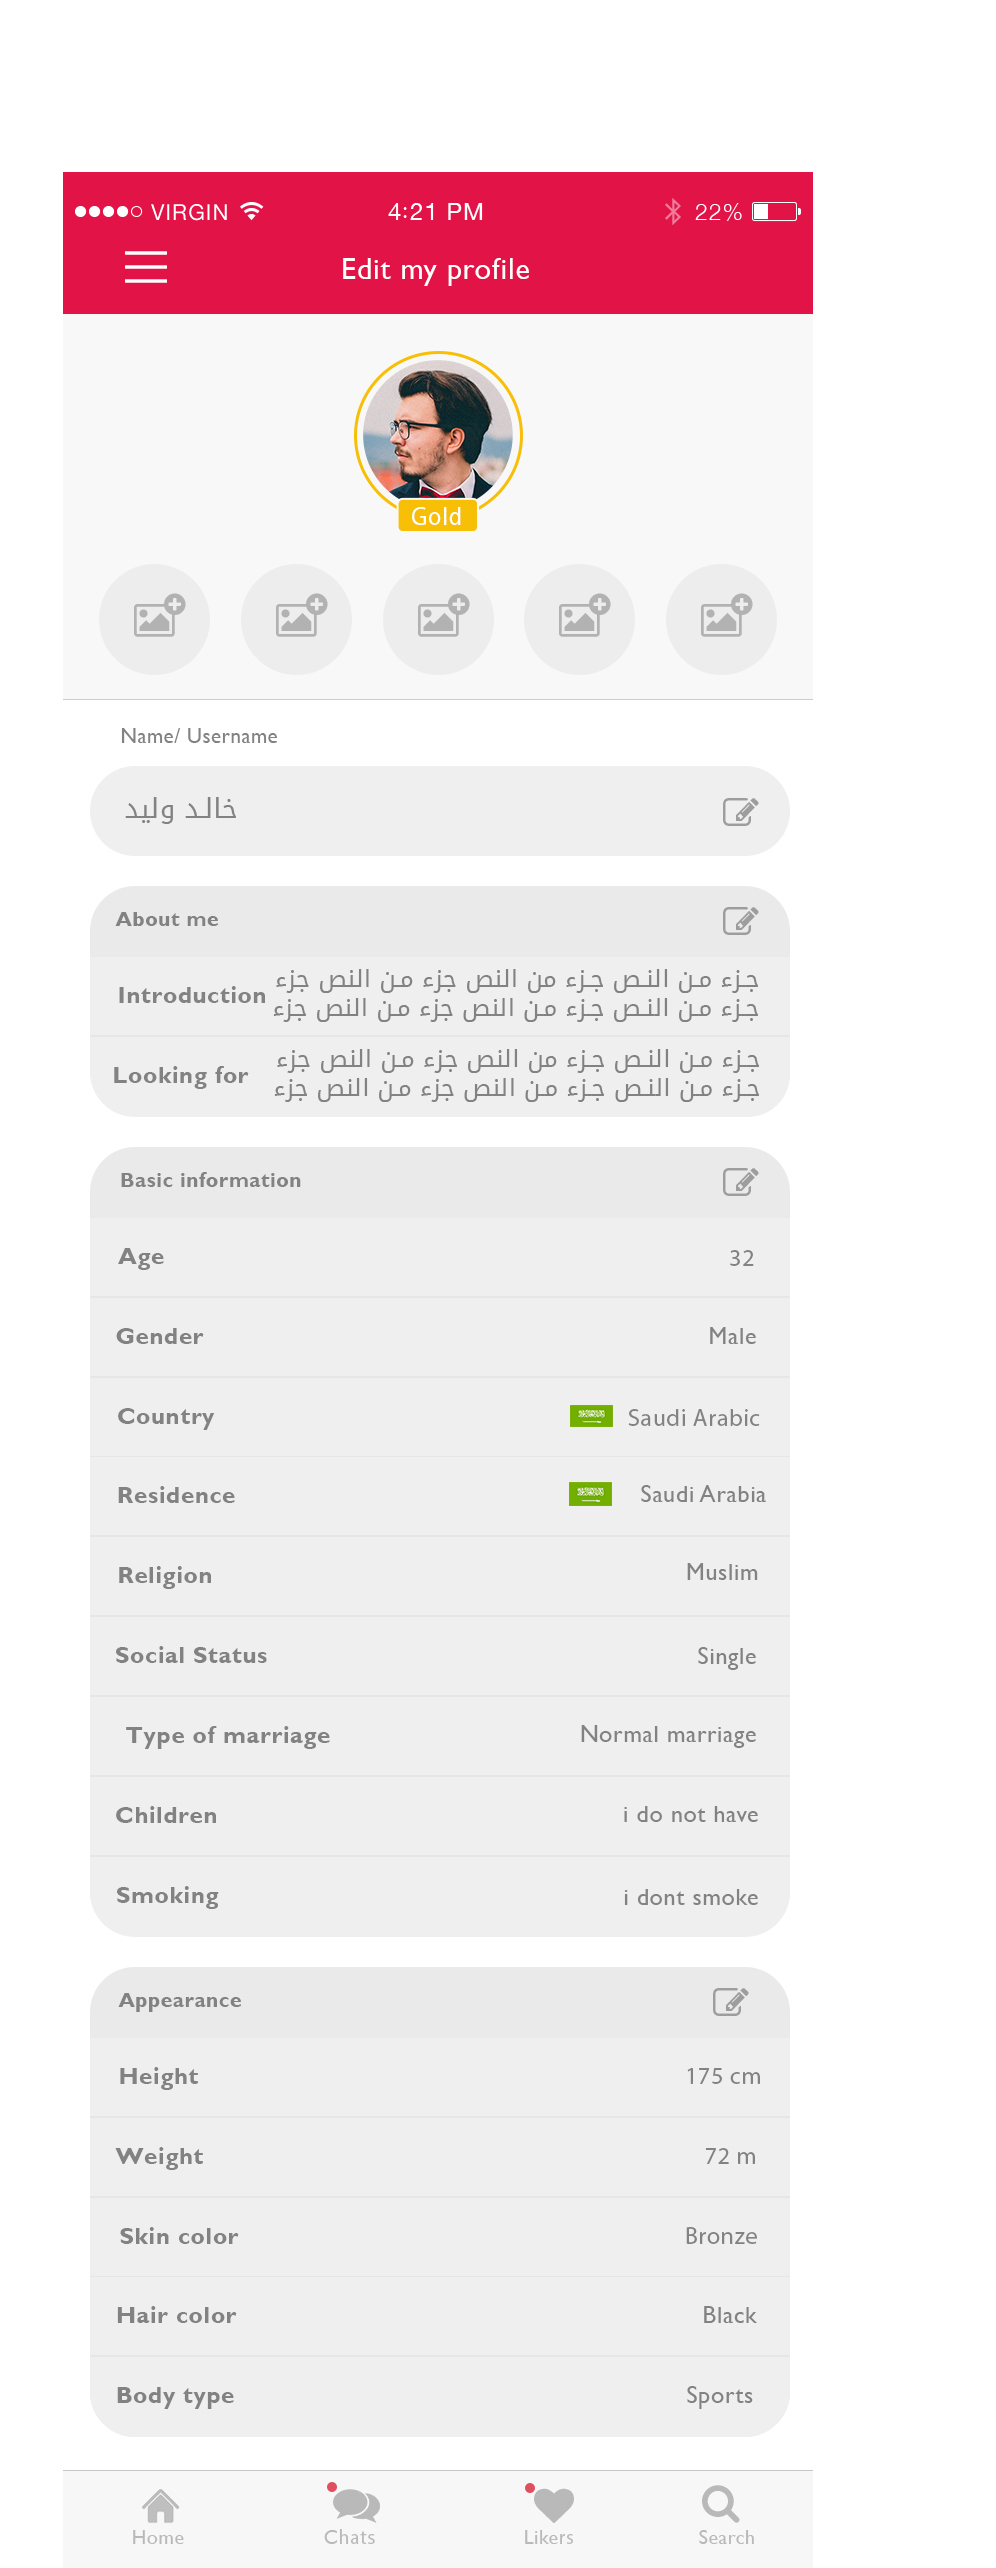 VIRGIN 4:21 PM 22%
Edit my profile
Gold
Name/ Username
خالد وليد
About me
Introduction جزء من النص جزء من النص جزء من النص جزء
جزء من النص جزء من النص جزء من النص جزء
Looking for جزء من النص جزء من النص جزء من النص جزء
جزء من النص جزء من النص جزء من النص جزء
Basic information
Age 32
Gender Male
Country Saudi Arabic
Residence Saudi Arabia
Religion Muslim
Social Status Single
Type of marriage Normal marriage
Children i do not have
Smoking i dont smoke
Appearance
Height 175 cm
Weight 72 m
Skin color Bronze
Hair color Black
Body type Sports
Home Chats Likers Search